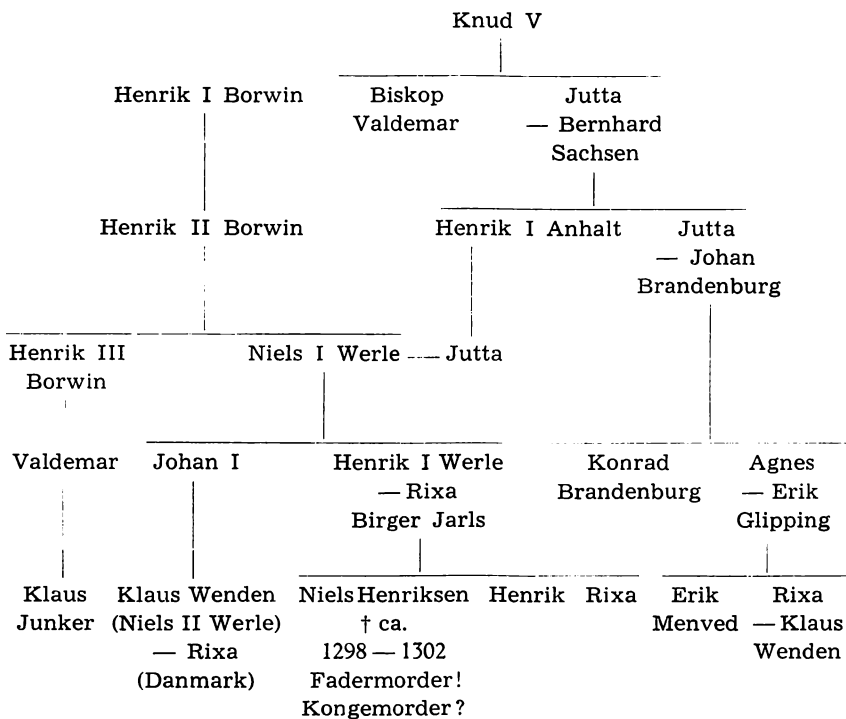 Knud V
Henrik I Borwin Biskop Jutta
Valdemar — Bernhard
Sachsen
Henrik II Borwin Henrik I Anhalt Jutta
— Johan
Brandenburg
Henrik III Niels I Werle — Jutta
Borwin
Valdemar Johan I Henrik I Werle Konrad Agnes
— Rixa Brandenburg — Erik
Birger Jarls Glipping
Klaus Klaus Wenden Niels Henriksen Henrik Rixa Erik Rixa
Junker (Niels II Werle) † ca. Menved — Klaus
— Rixa 1298 — 1302 Wenden
(Danmark) Fadermorder!
Kongemorder?